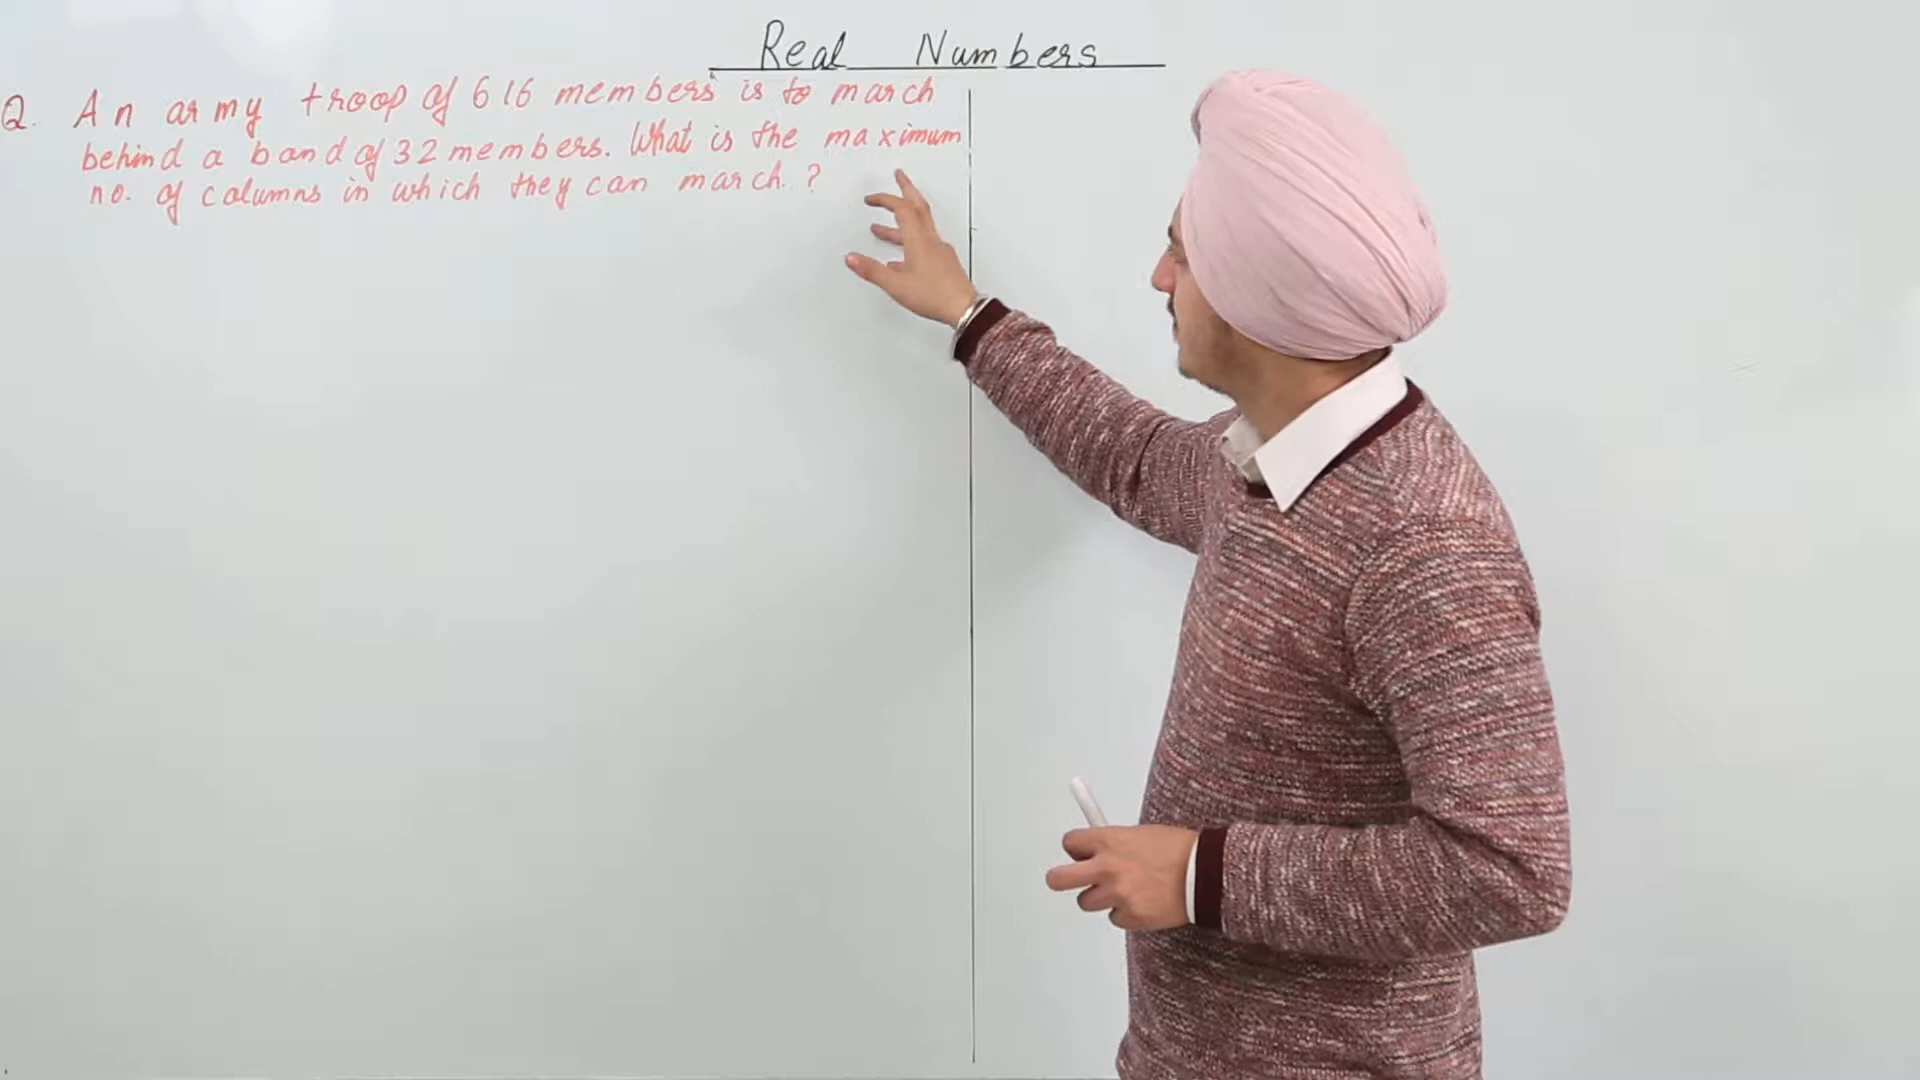 Real Numbers
Q. An army troop of 616 members is to march
behind a band of 32 members. What is the maximum
no. of columns in which they can march. ?